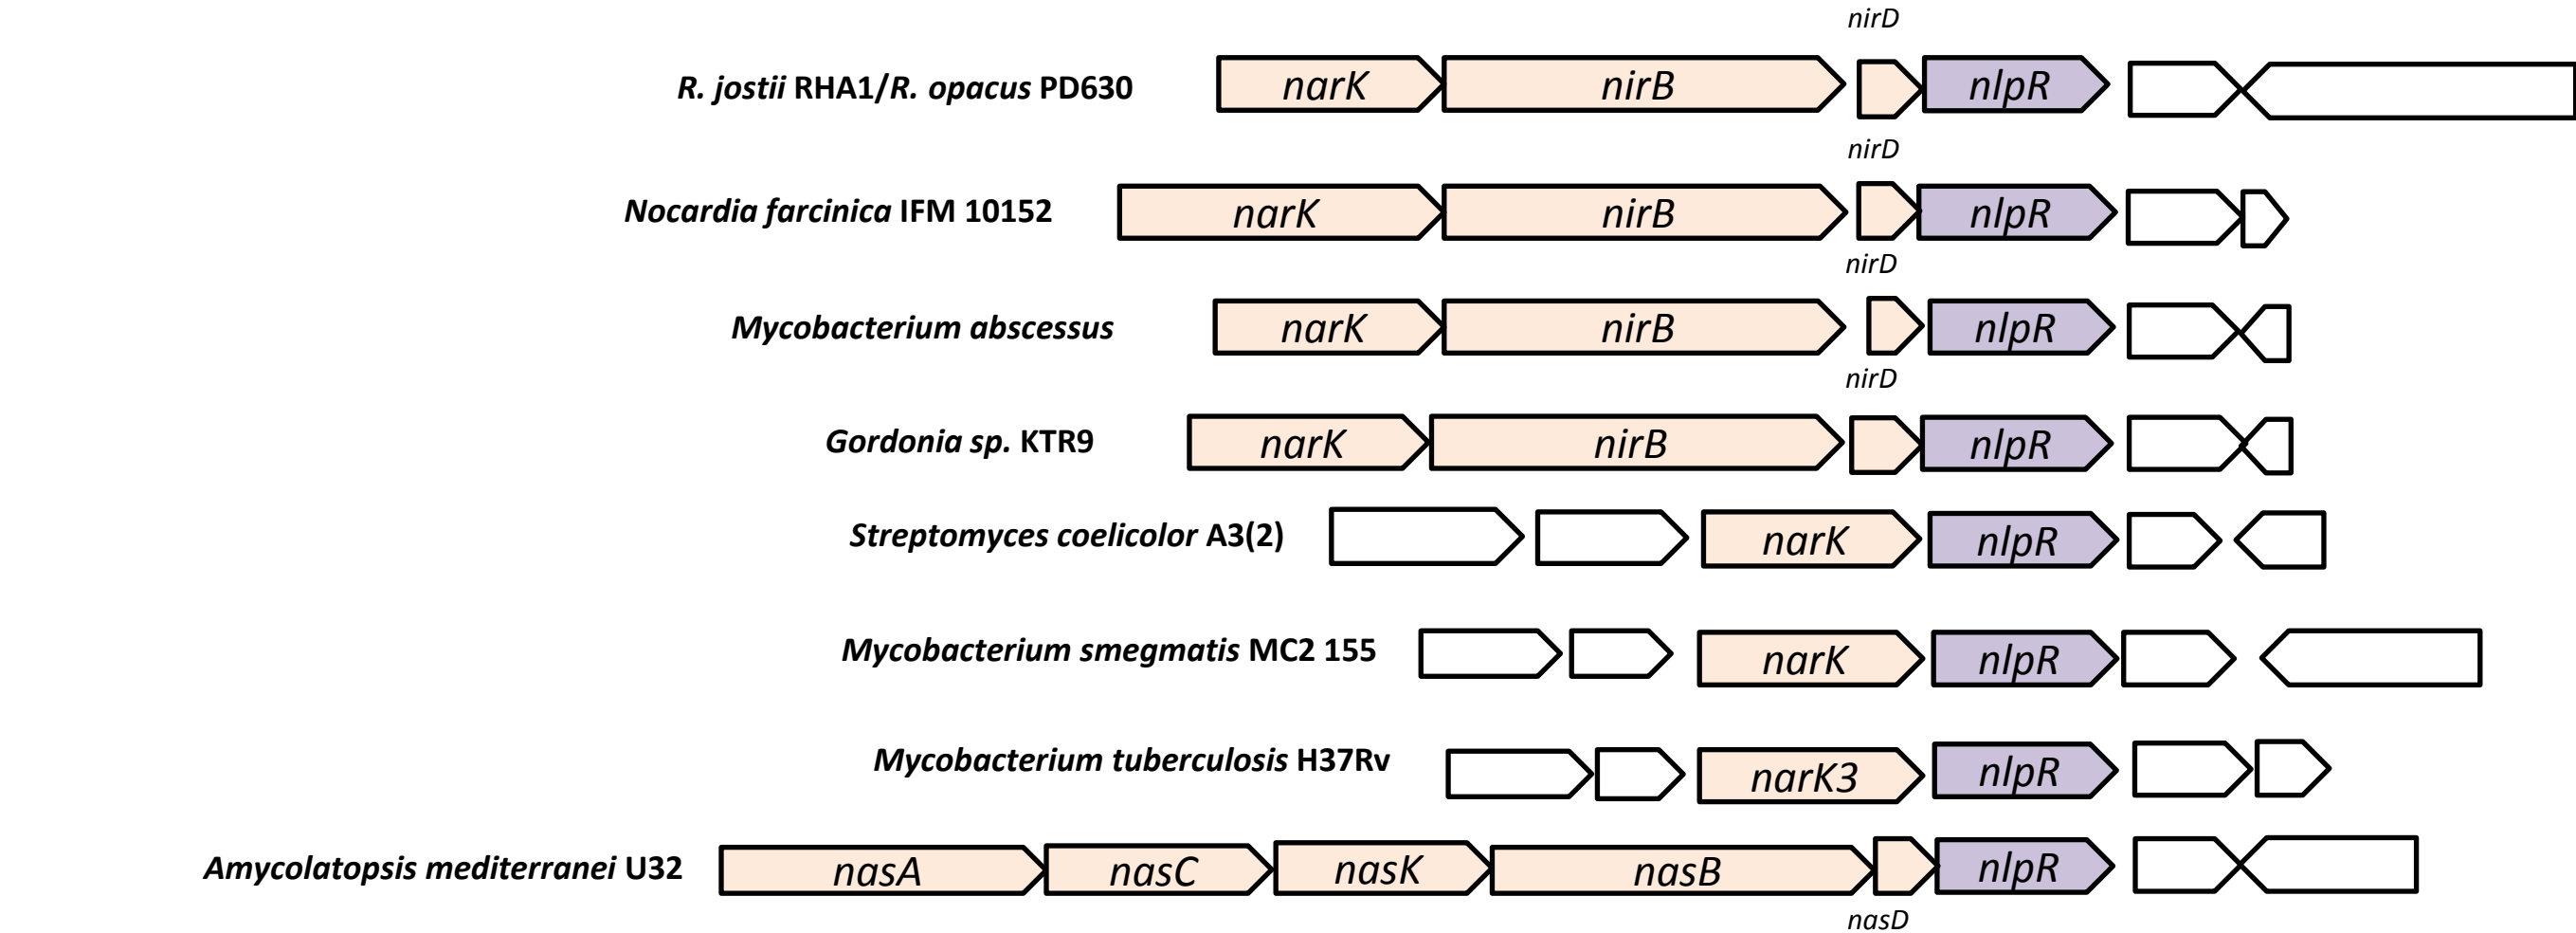 nirD
R. jostii RHA1/R. opacus PD630 narK nirB nlpR
nirD
Nocardia farcinica IFM 10152 narK nirB nlpR
nirD
Mycobacterium abscessus narK nirB nlpR
nirD
Gordonia sp. KTR9 narK nirB nlpR
Streptomyces coelicolor A3(2) narK nlpR
Mycobacterium smegmatis MC2 155 narK nlpR
Mycobacterium tuberculosis H37Rv narK3 nlpR
Amycolatopsis mediterranei U32 nasA nasC nasK nasB nlpR
nasD